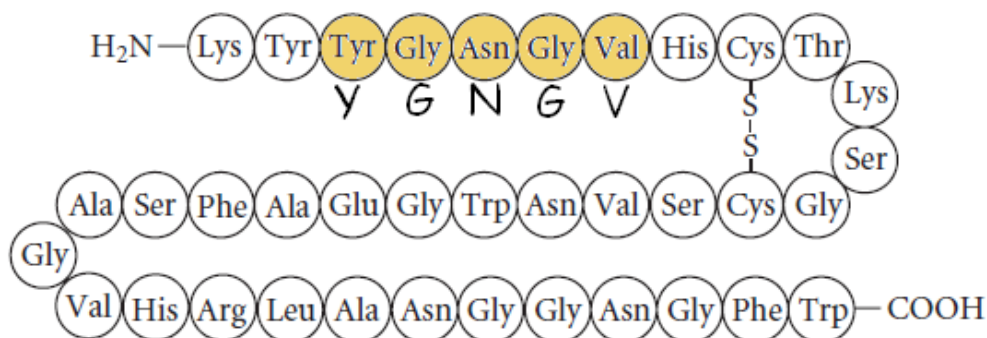 H₂N Lys Tyr Tyr Gly Asn Gly Val His Cys Thr
Y G N G V
Lys
S
S
Ser
Ala Ser Phe Ala Glu Gly Trp Asn Val Ser Cys Gly
Gly
Val His Arg Leu Ala Asn Gly Gly Asn Gly Phe Trp COOH